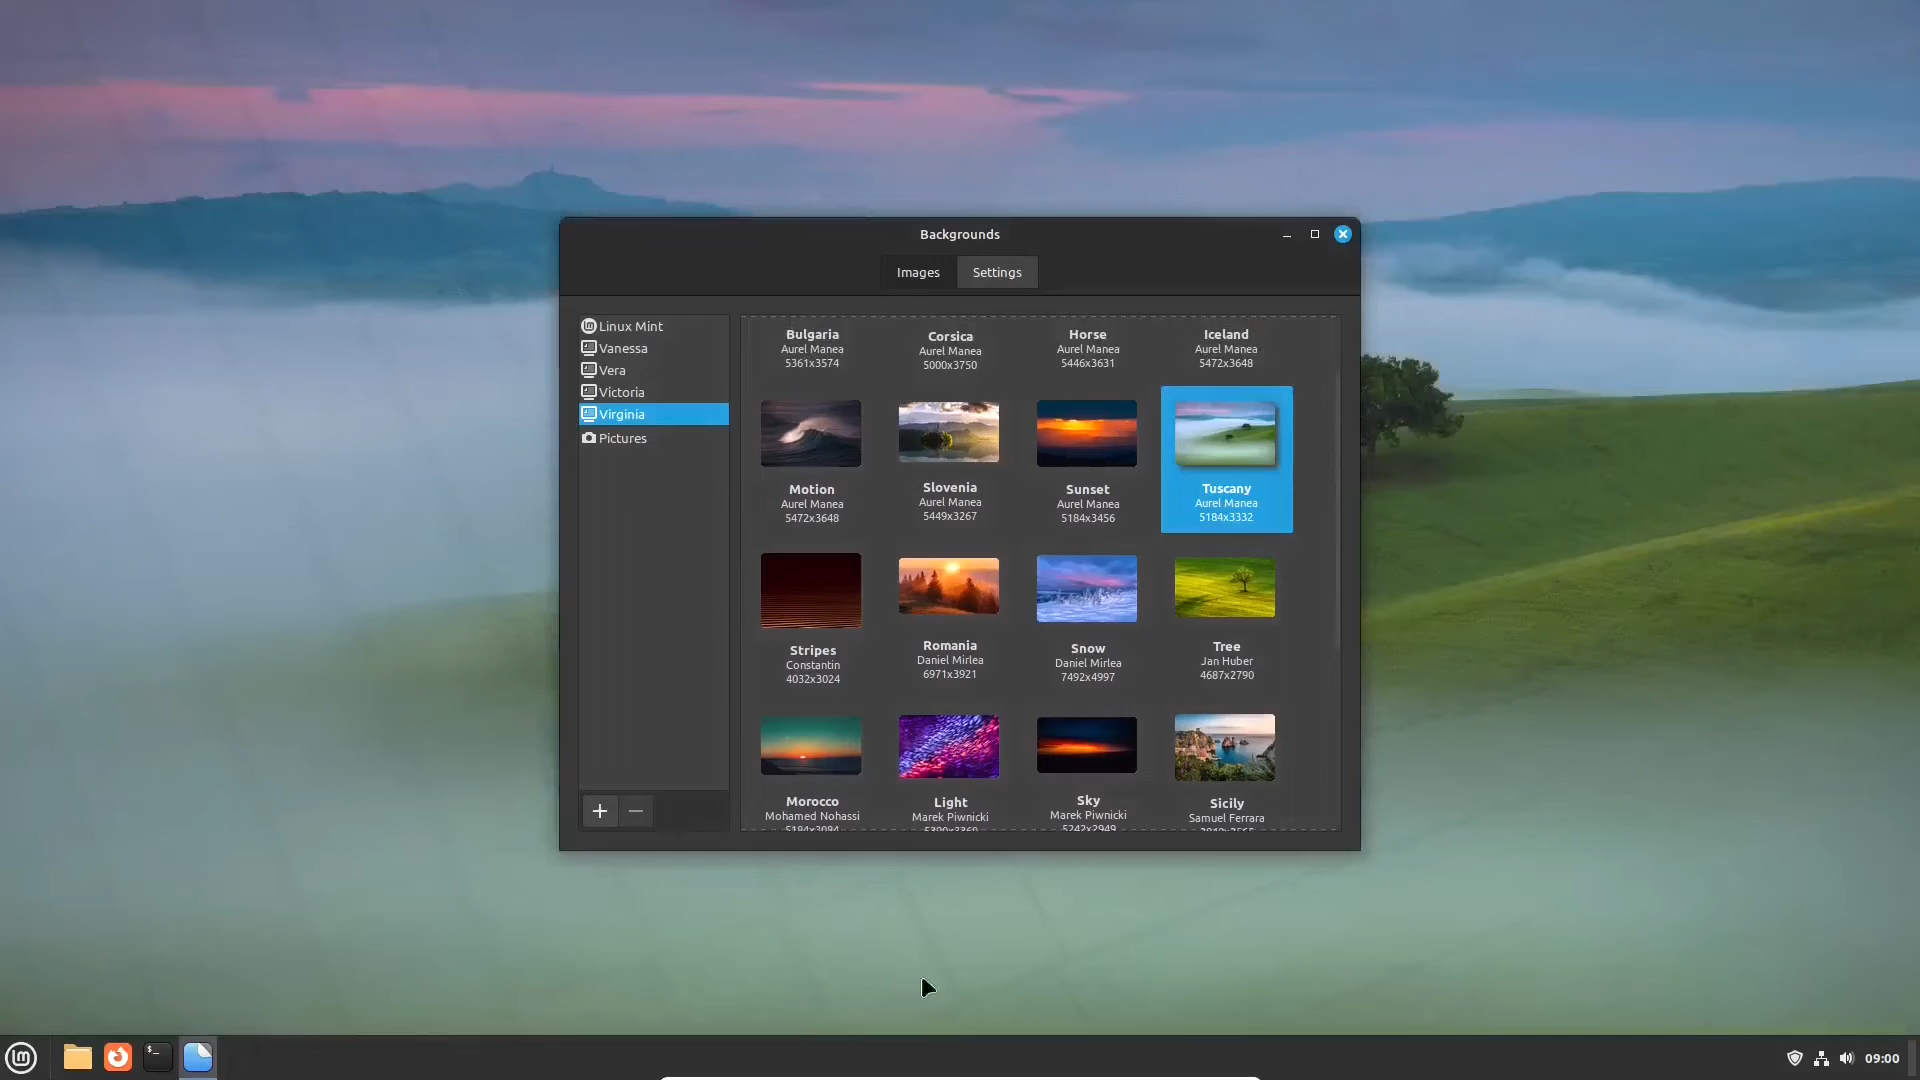 Backgrounds
Images
Settings
Linux Mint
Vanessa
Vera
Victoria
Virginia
Pictures
Bulgaria
Aurel Manea
5361x3574
Corsica
Aurel Manea
5000x3750
Horse
Aurel Manea
5446x3631
Iceland
Aurel Manea
5472x3648
Motion
Aurel Manea
5472x3648
Slovenia
Aurel Manea
5449x3267
Sunset
Aurel Manea
5184x3456
Tuscany
Aurel Manea
5184x3332
Stripes
Constantin
4032x3024
Romania
Daniel Mirlea
6971x3921
Snow
Daniel Mirlea
7492x4997
Tree
Jan Huber
4687x2790
Morocco
Mohamed Nohassi
Light
Marek Piwnicki
Sky
Marek Piwnicki
5242x2949
Sicily
Samuel Ferrara
$_
09:00